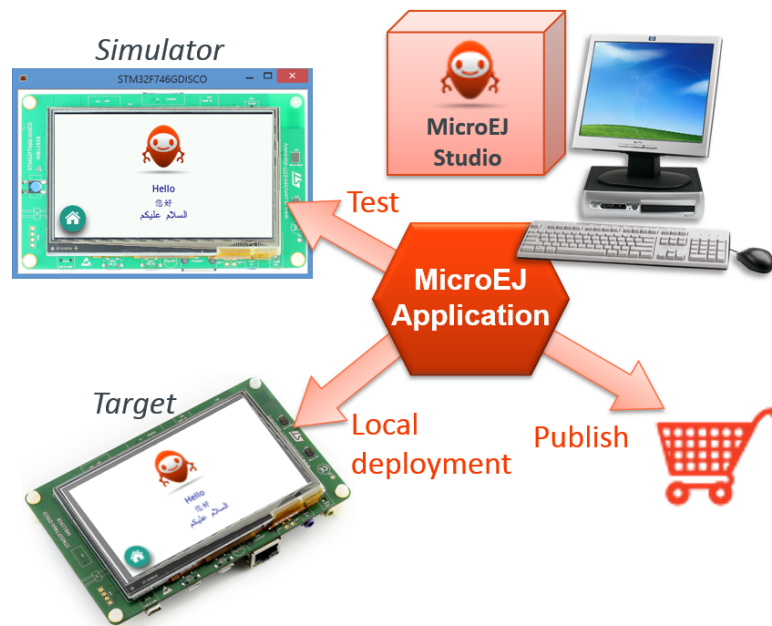 Simulator
STM32F746GDISCO
Hello
您好
السلام عليكم
MicroEJ
Studio
Test
MicroEJ
Application
Target
Hello
您好
السلام عليكم
Local
deployment
Publish